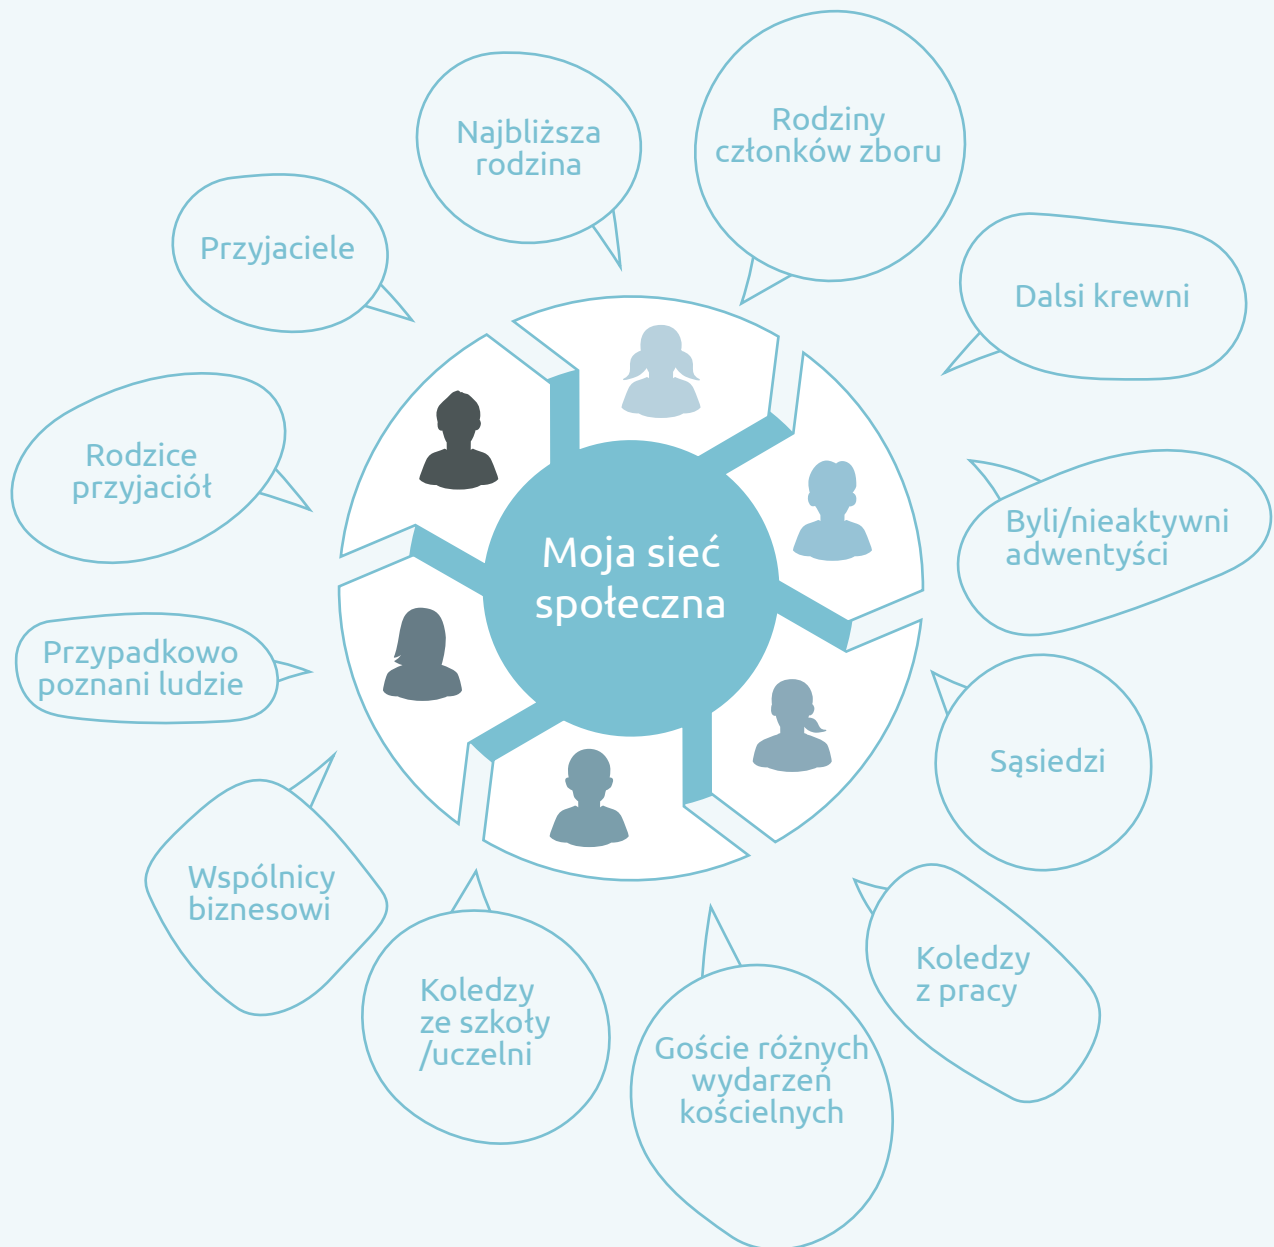 Najbliższa
rodzina
Rodziny
członków zboru
Przyjaciele
Dalsi krewni
Rodzice
przyjaciół
Byli/nieaktywni
adwentyści
Moja sieć
społeczna
Przypadkowo
poznani ludzie
Sąsiedzi
Wspólnicy
biznesowi
Koledzy
z pracy
Koledzy
ze szkoły
/uczelni
Goście różnych
wydarzeń
kościelnych